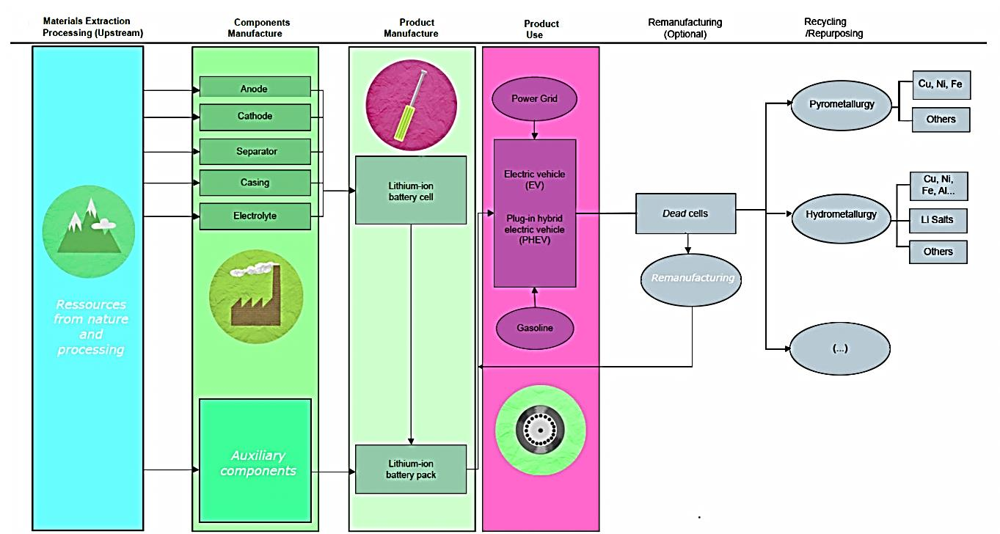 Materials Extraction
Processing (Upstream)
Components
Manufacture
Product
Manufacture
Product
Use
Remanufacturing
(Optional)
Recycling
/Repurposing
Ressources
from nature
and
processing
Anode
Cathode
Separator
Casing
Electrolyte
Auxiliary
components
Lithium-ion
battery cell
Lithium-ion
battery pack
Power Grid
Electric vehicle
(EV)
Plug-in hybrid
electric vehicle
(PHEV)
Gasoline
Dead cells
Remanufacturing
Pyrometallurgy
Cu, Ni, Fe
Others
Hydrometallurgy
Cu, Ni,
Fe, Al...
Li Salts
Others
(...)